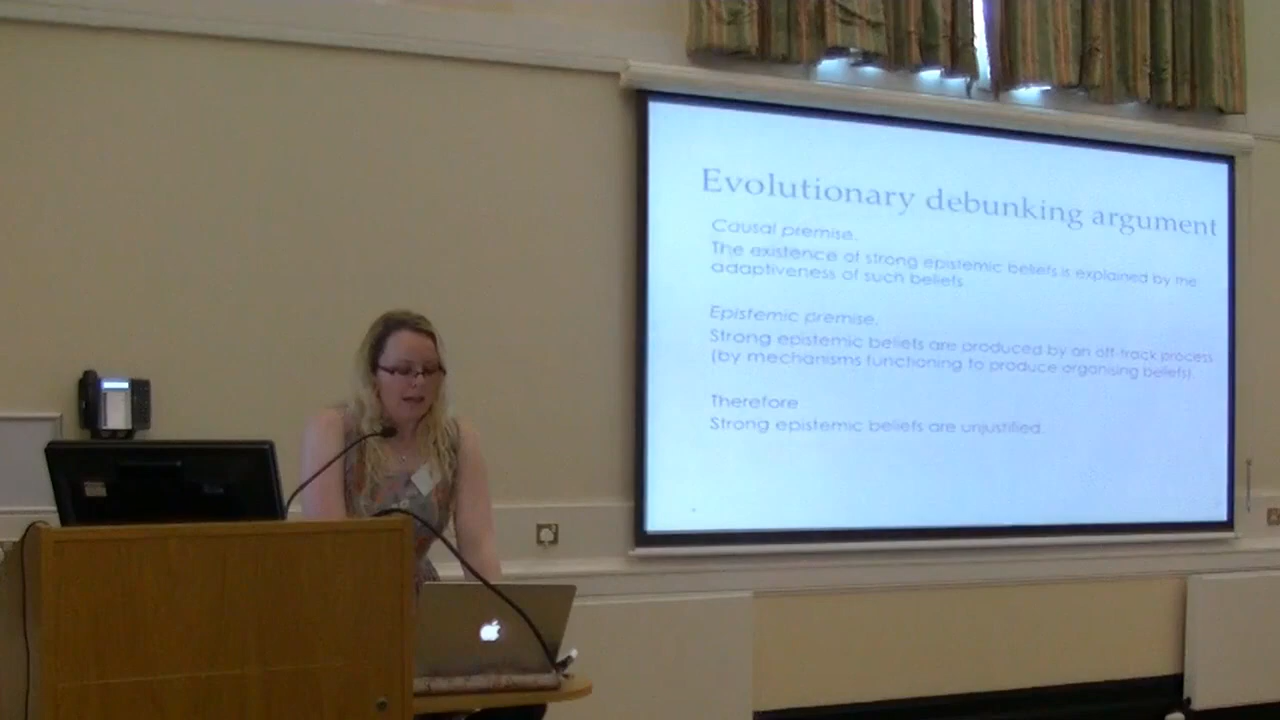 Evolutionary debunking argument
Causal premise.
The existence of strong epistemic beliefs is explained by the
adaptiveness of such beliefs
Epistemic premise.
Strong epistemic beliefs are produced by an off-track process
(by mechanisms functioning to produce organising beliefs)
Therefore
Strong epistemic beliefs are unjustified.